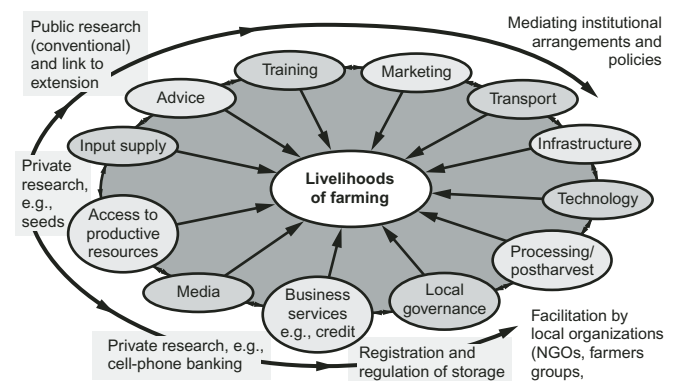 Public research
(conventional)
and link to
extension
Mediating institutional
arrangements and
policies
Training
Marketing
Advice
Transport
Input supply
Infrastructure
Private
research,
e.g.,
seeds
Livelihoods
of farming
Technology
Access to
productive
resources
Processing/
postharvest
Media
Business
services
e.g., credit
Local
governance
Private research, e.g.,
cell-phone banking
Registration and
regulation of storage
Facilitation by
local organizations
(NGOs, farmers
groups,